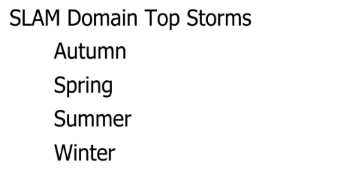 SLAM Domain Top Storms
Autumn
Spring
Summer
Winter